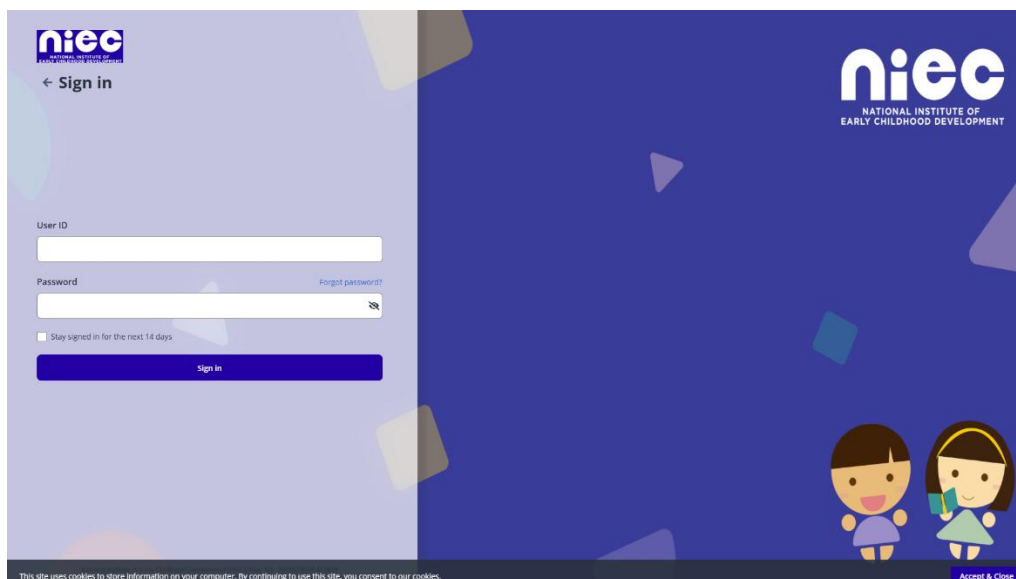 niec
NATIONAL INSTITUTE OF
EARLY CHILDHOOD DEVELOPMENT
← Sign in
User ID
Password
Forgot password?
Stay signed in for the next 14 days
Sign in
niec
NATIONAL INSTITUTE OF
EARLY CHILDHOOD DEVELOPMENT
This site uses cookies to store information on your computer. By continuing to use this site, you consent to our cookies.
Accept & Close